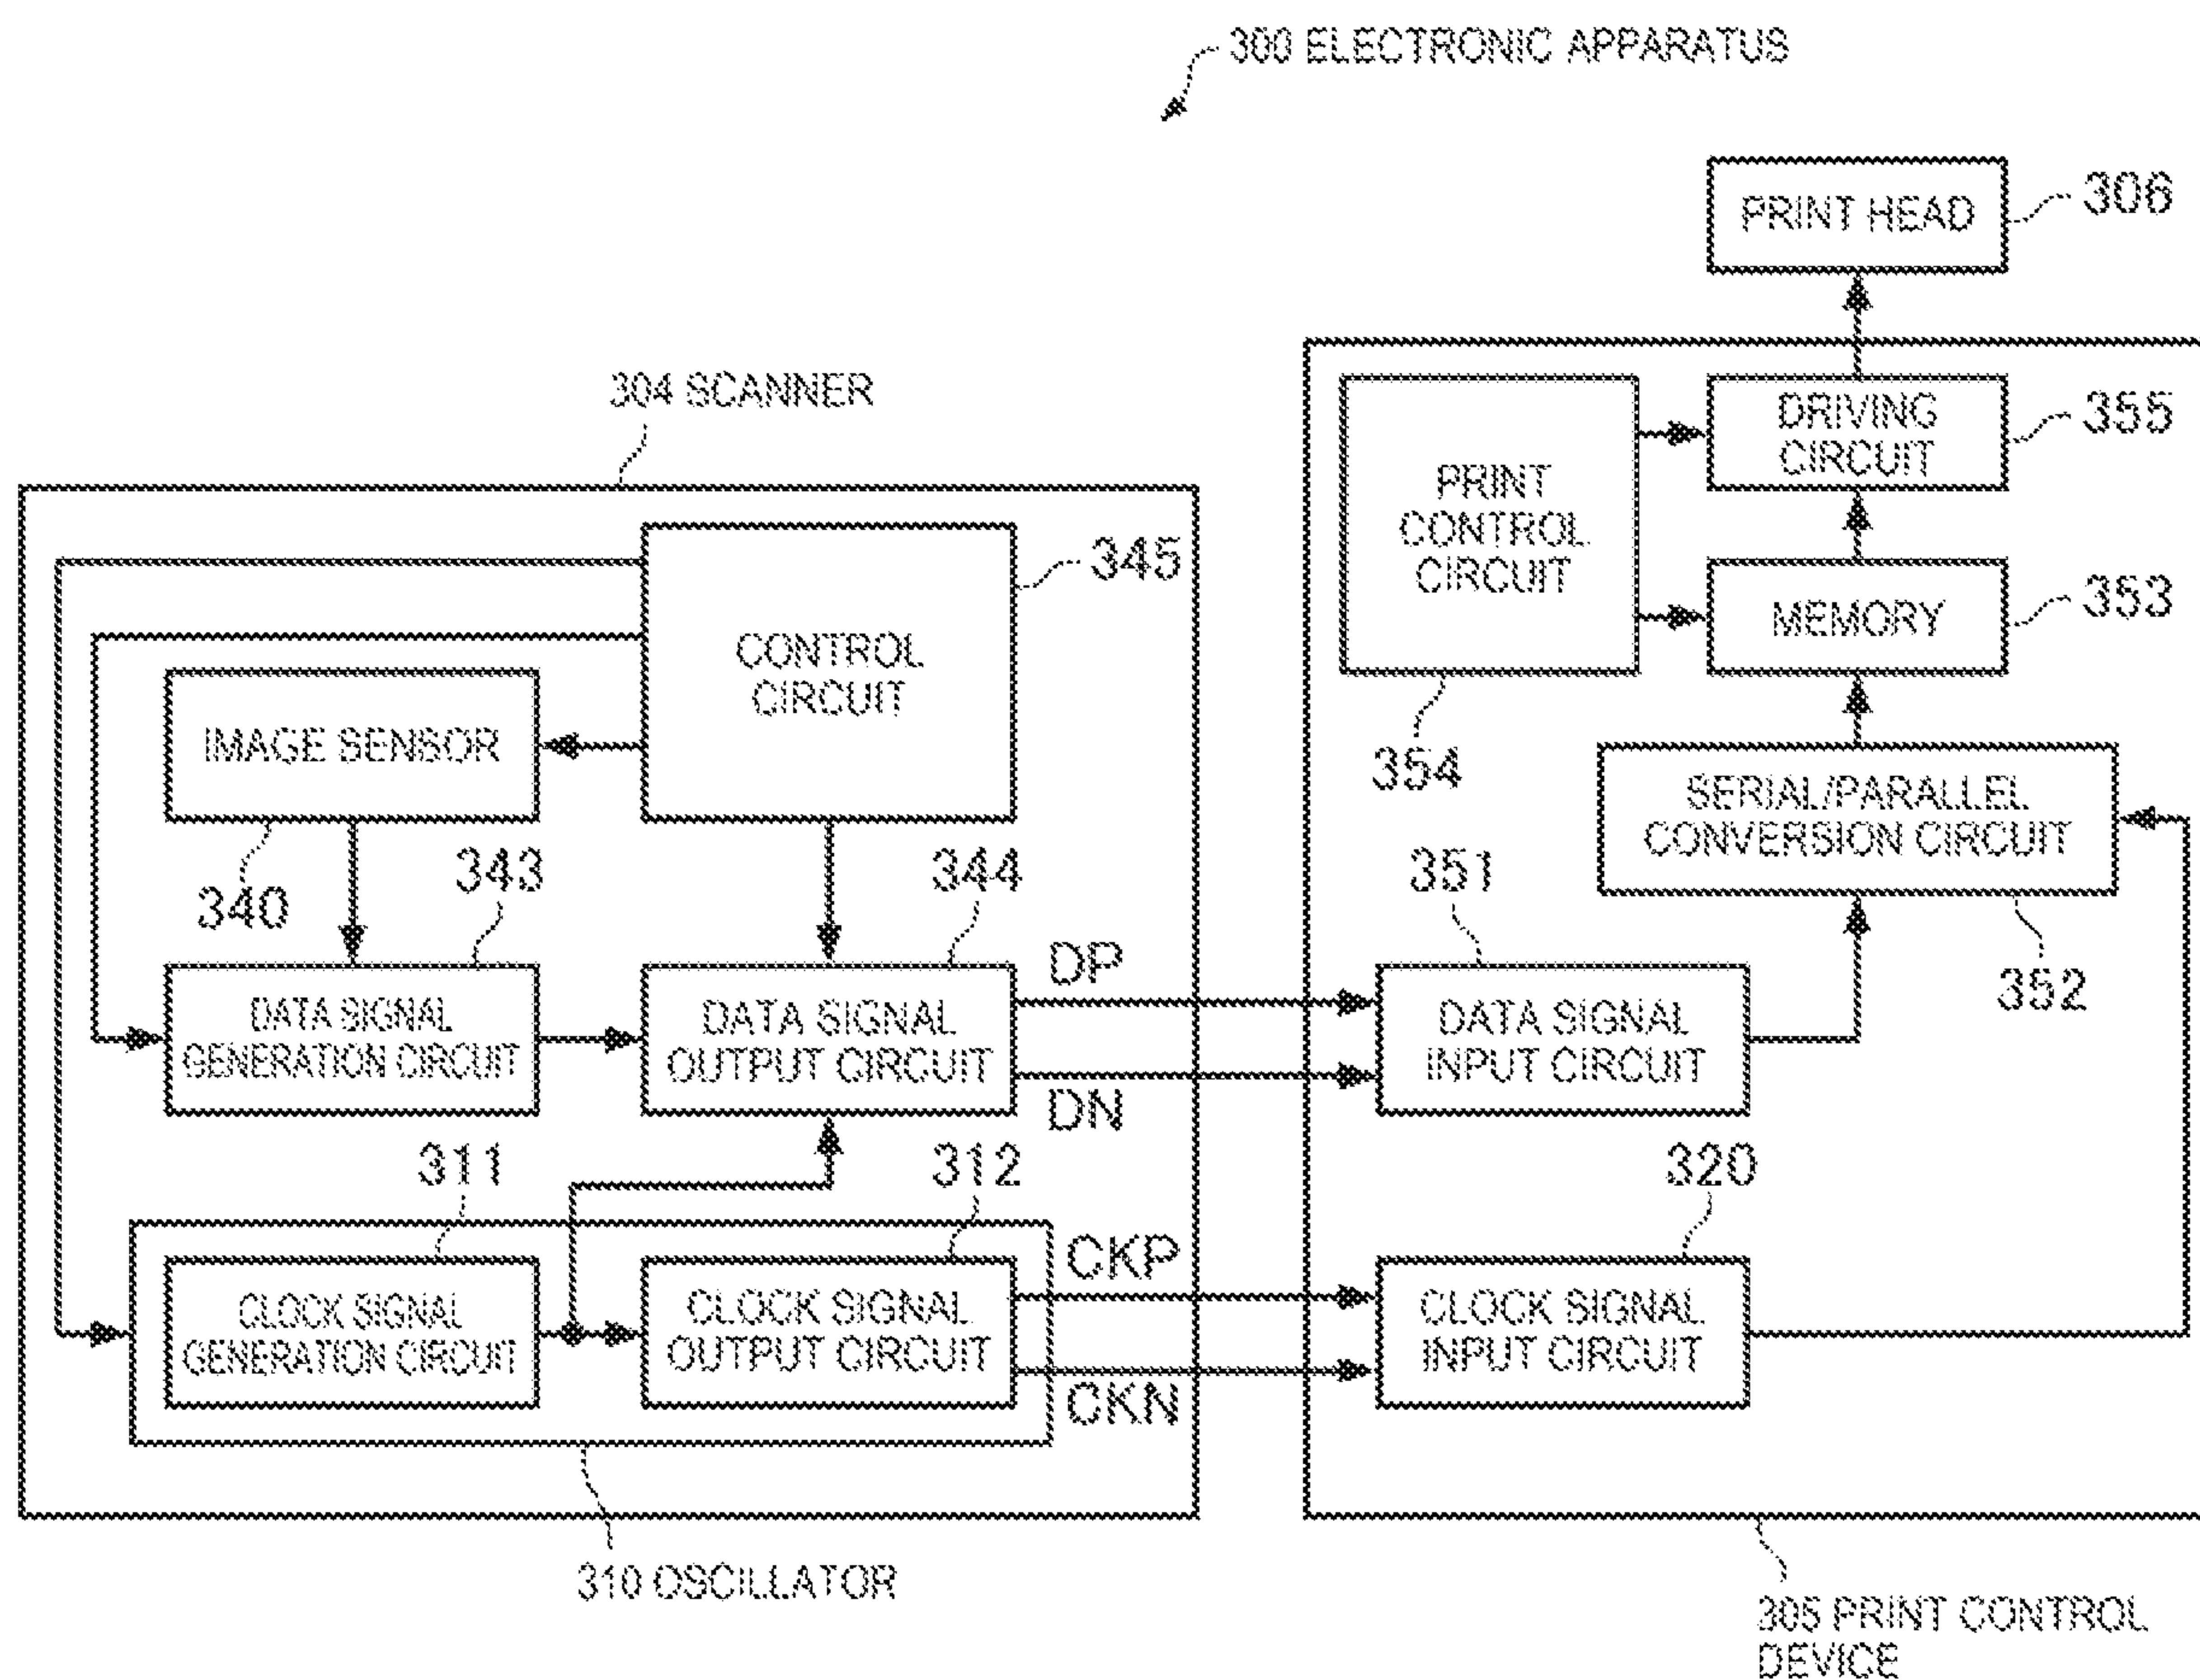 300 ELECTRONIC APPARATUS
PRINT HEAD
306
304 SCANNER
DRIVING
CIRCUIT
355
PRINT
CONTROL
CIRCUIT
354
MEMORY
353
CONTROL
CIRCUIT
345
IMAGE SENSOR
340
SERIAL/PARALLEL
CONVERSION CIRCUIT
352
343
344
351
DATA SIGNAL
GENERATION CIRCUIT
DATA SIGNAL
OUTPUT CIRCUIT
DP
DN
DATA SIGNAL
INPUT CIRCUIT
311
312
320
CLOCK SIGNAL
GENERATION CIRCUIT
CLOCK SIGNAL
OUTPUT CIRCUIT
CKP
CKN
CLOCK SIGNAL
INPUT CIRCUIT
310 OSCILLATOR
305 PRINT CONTROL
DEVICE